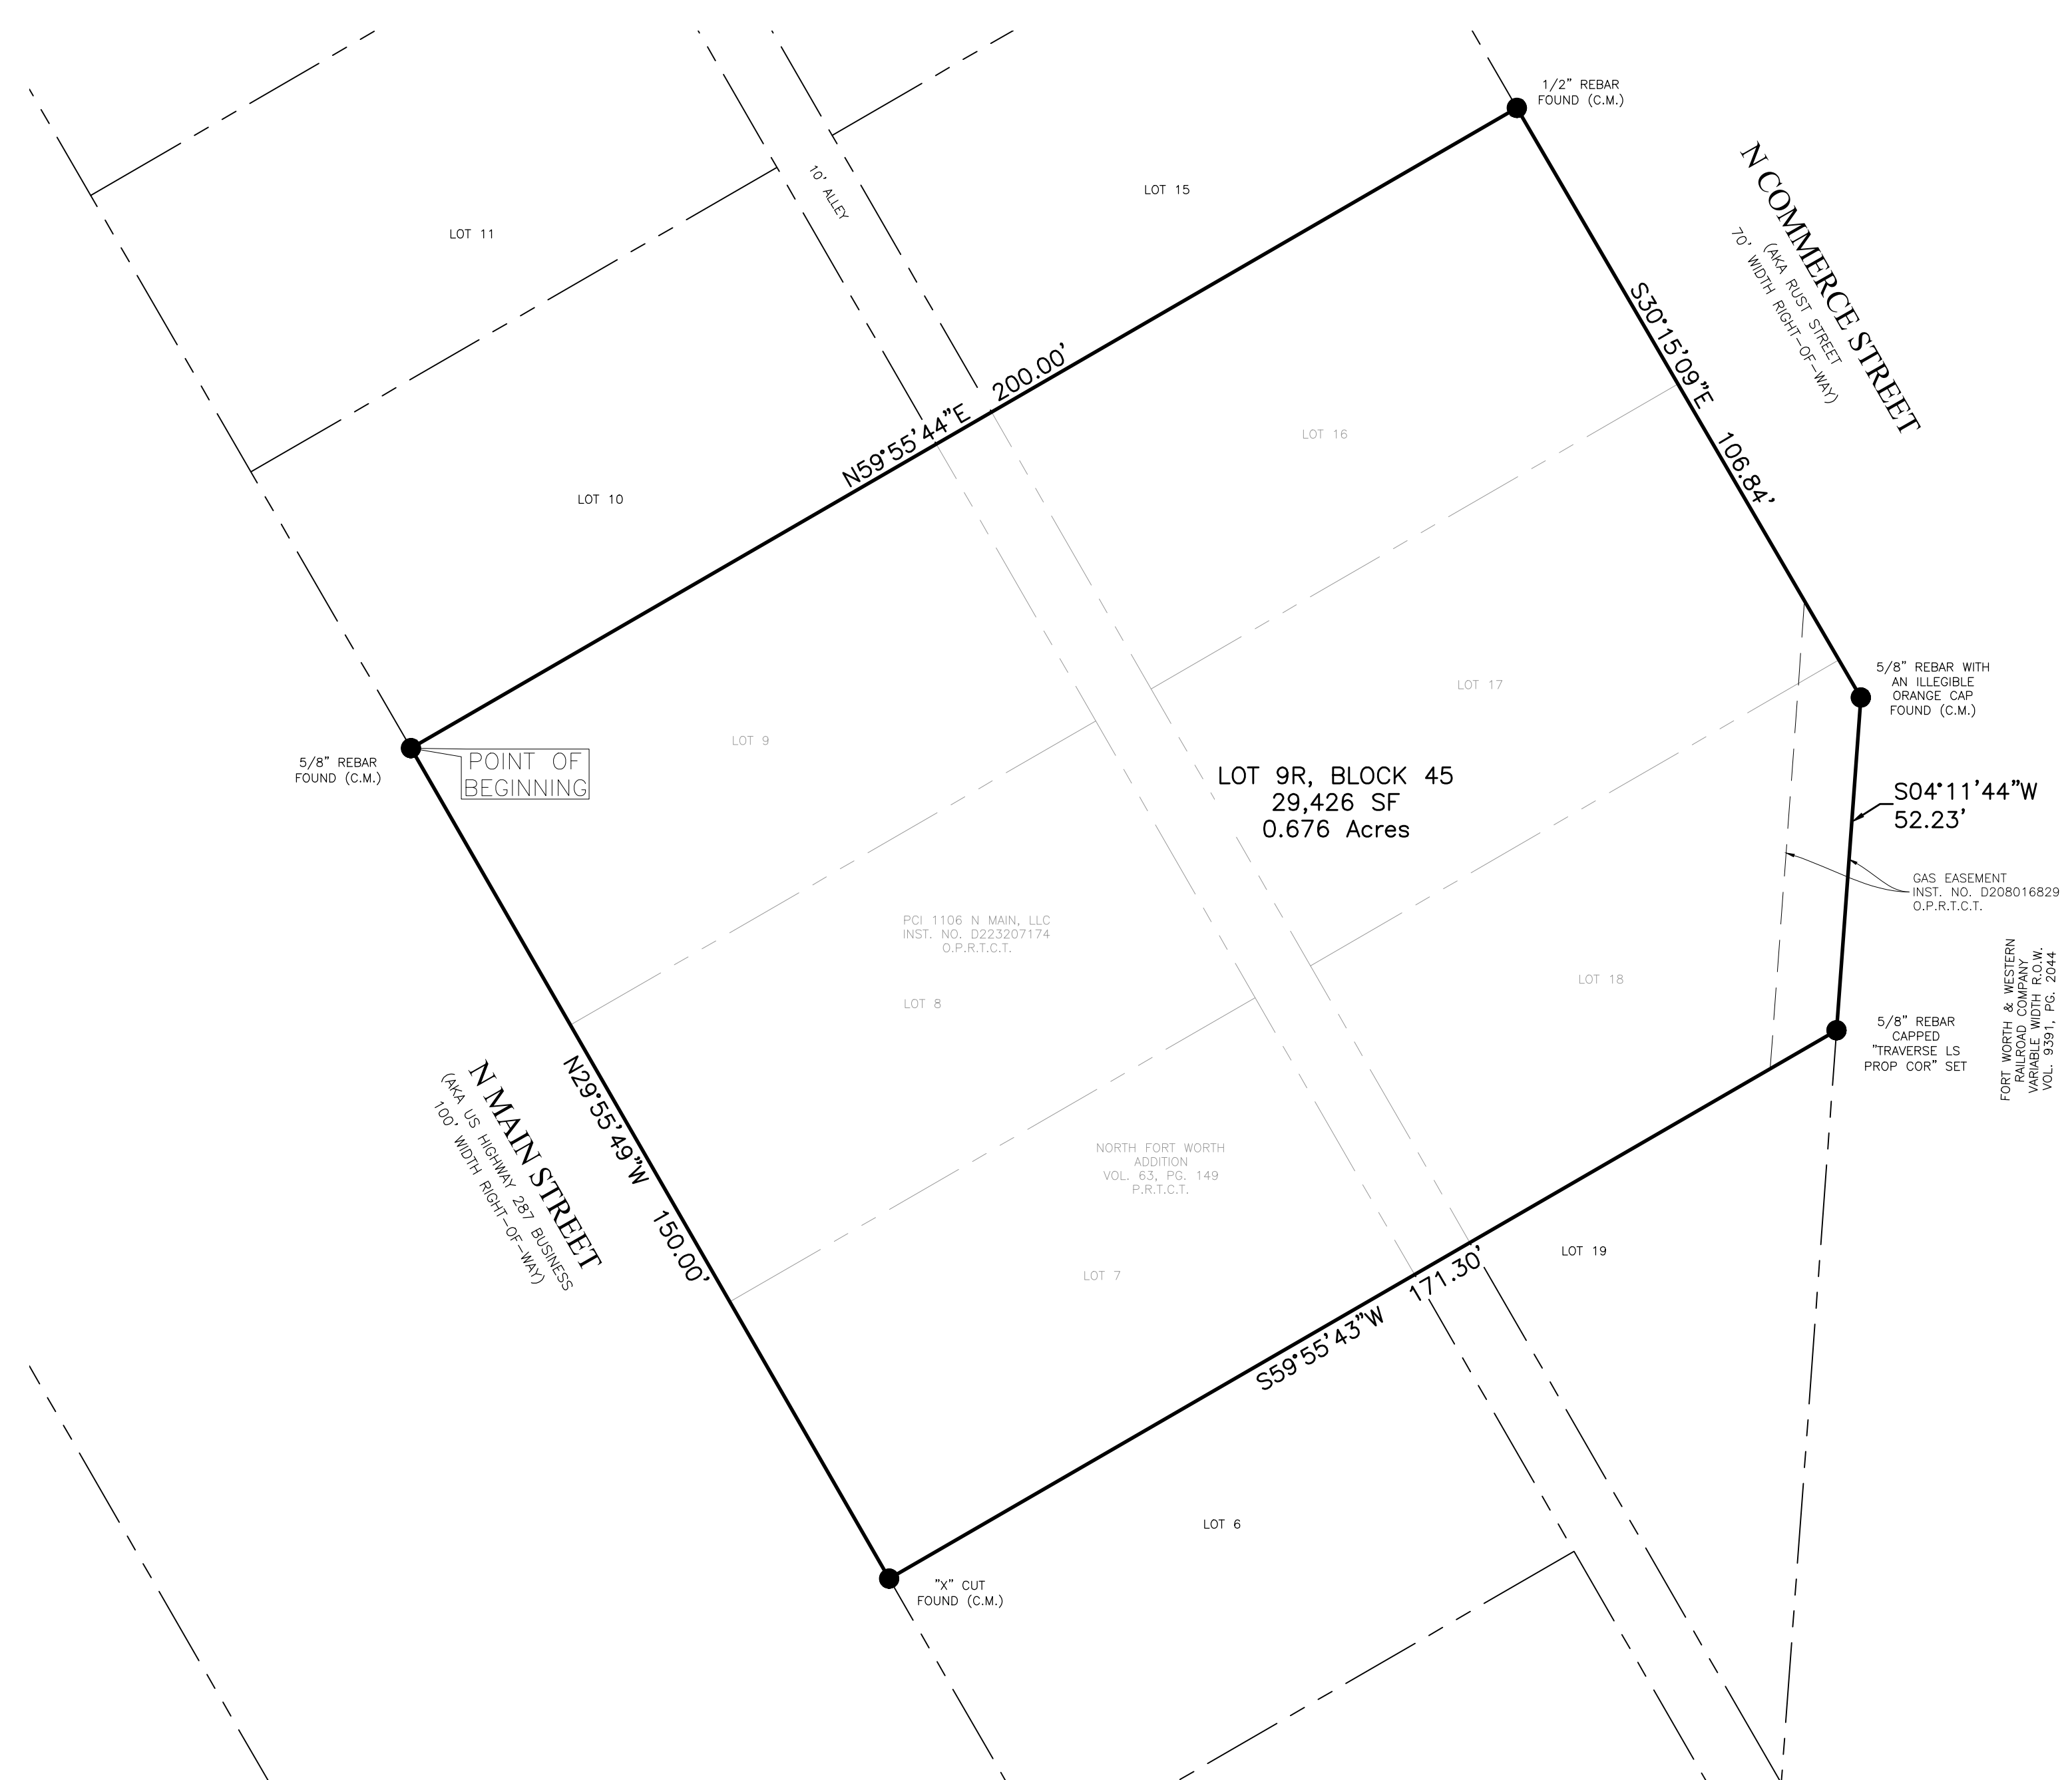 1/2" REBAR
FOUND (C.M.)
N COMMERCE STREET
(AKA RUST STREET
70' WIDTH RIGHT-OF-WAY)
10' ALLEY
LOT 15
LOT 11
S30°15'09"E 106.84'
N59°55'44"E 200.00'
LOT 16
LOT 10
5/8" REBAR WITH
AN ILLEGIBLE
ORANGE CAP
FOUND (C.M.)
LOT 17
LOT 9
5/8" REBAR
FOUND (C.M.)
POINT OF
BEGINNING
LOT 9R, BLOCK 45
29,426 SF
0.676 Acres
S04°11'44"W
52.23'
GAS EASEMENT
INST. NO. D208016829
O.P.R.T.C.T.
PCI 1106 N MAIN, LLC
INST. NO. D223207174
O.P.R.T.C.T.
LOT 8
LOT 18
FORT WORTH & WESTERN
RAILROAD COMPANY
VARIABLE WIDTH R.O.W.
VOL. 9391, PG. 2044
5/8" REBAR
CAPPED
"TRAVERSE LS
PROP COR" SET
N MAIN STREET
(AKA US HIGHWAY 287 BUSINESS
100' WIDTH RIGHT-OF-WAY)
N29°55'49"W 150.00'
NORTH FORT WORTH
ADDITION
VOL. 63, PG. 149
P.R.T.C.T.
LOT 7
LOT 19
S59°55'43"W 171.30'
LOT 6
"X" CUT
FOUND (C.M.)